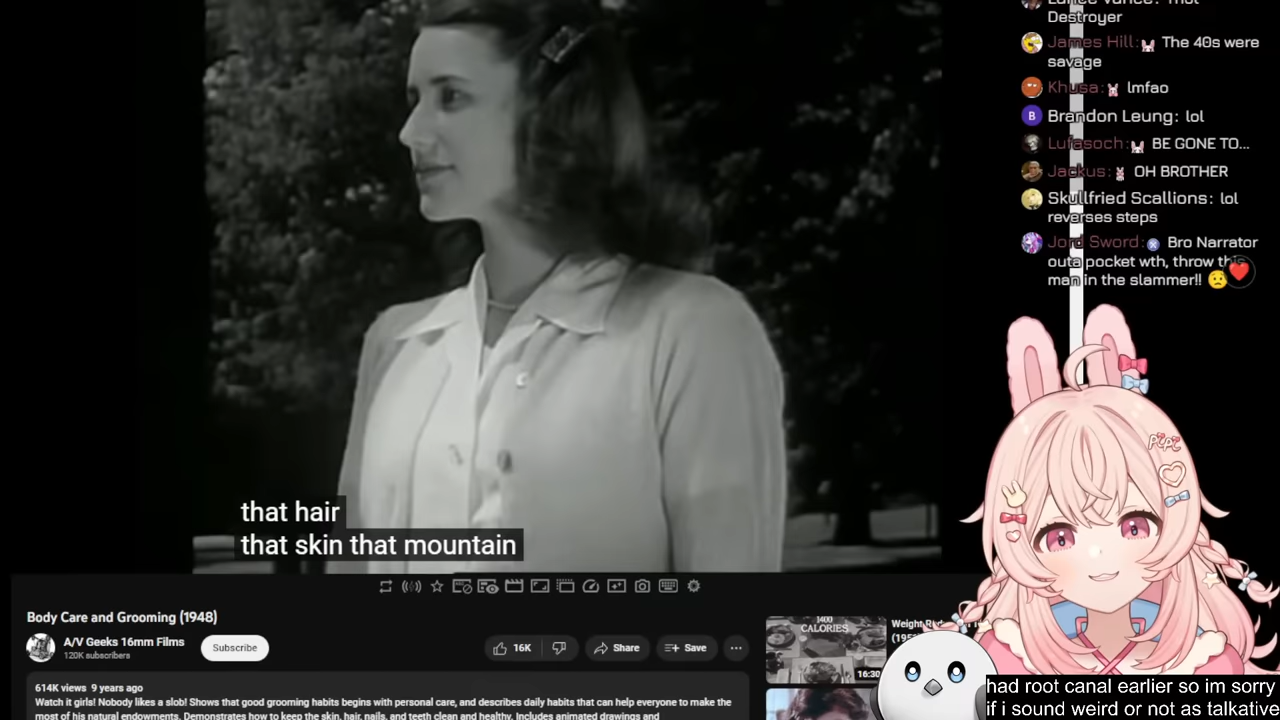 Destroyer
James Hill: The 40s were
savage
Khusa: lmfao
B Brandon Leung: lol
Lufasoch: BE GONE TO...
Jackus: OH BROTHER
Skullfried Scallions: lol
reverses steps
Jord Sword: Bro Narrator
outa pocket wth, throw this
man in the slammer!!
that hair
that skin that mountain
Body Care and Grooming (1948)
A/V Geeks 16mm Films
120K subscribers
Subscribe
16K
Share
Save
1400
CALORIES
16:30
614K views 9 years ago
Watch it girls! Nobody likes a slob! Shows that good grooming habits begins with personal care, and describes daily habits that can help everyone to make the
most of his natural endowments. Demonstrates how to keep the skin, hair, nails, and teeth clean and healthy. Includes animated drawings and
PiPi
had root canal earlier so im sorry
if i sound weird or not as talkative